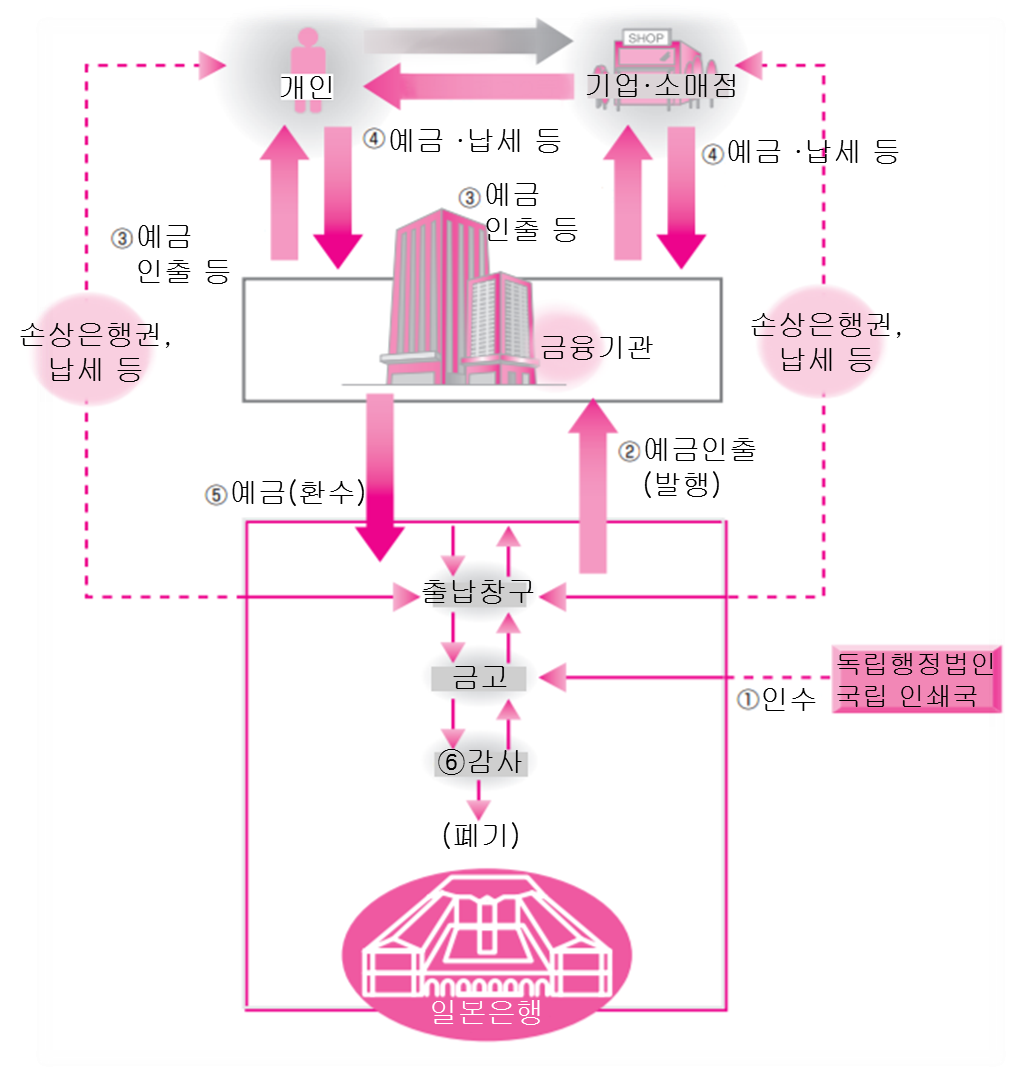 SHOP
개인
기업·소매점
④예금 ·납세 등
④예금 ·납세 등
③예금
인출 등
③예금
인출 등
손상은행권,
납세 등
손상은행권,
납세 등
금융기관
②예금인출
(발행)
⑤예금(환수)
출납창구
금고
독립행정법인
국립 인쇄국
①인수
⑥감사
(폐기)
일본은행